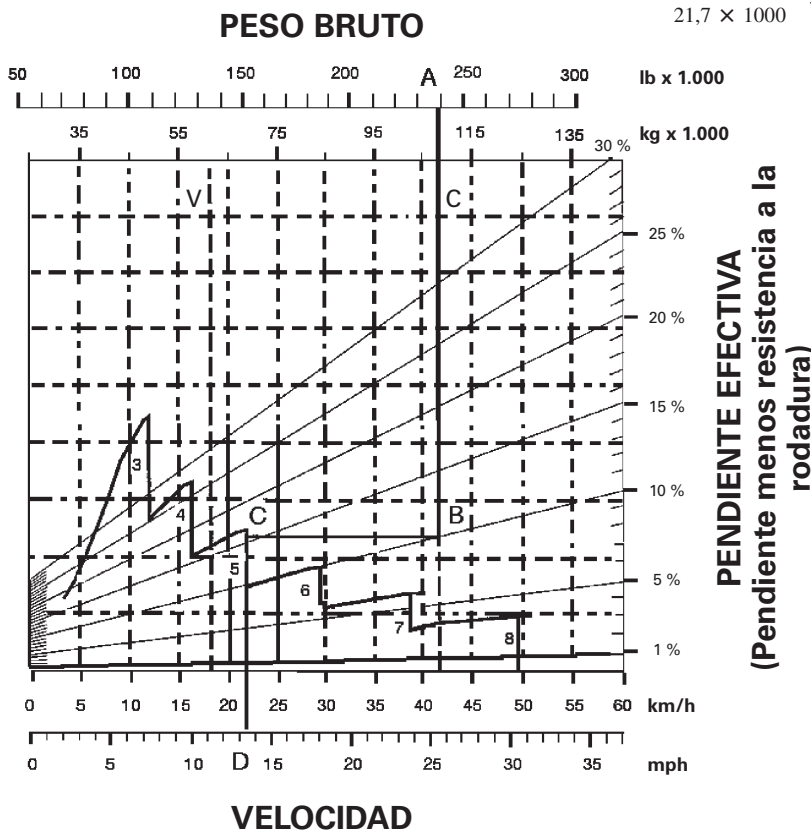 21,7 × 1000
PESO BRUTO
50 100 150 200 A 250 300 lb x 1.000
35 55 75 95 115 135 kg x 1.000
30 %
V C
25 %
20 %
15 %
10 %
5 %
1 %
3
4
C B
5
6
7
8
0 5 10 15 20 25 30 35 40 45 50 55 60 km/h
0 5 10 D 15 20 25 30 35 mph
VELOCIDAD
PENDIENTE EFECTIVA
(Pendiente menos resistencia a la
rodadura)